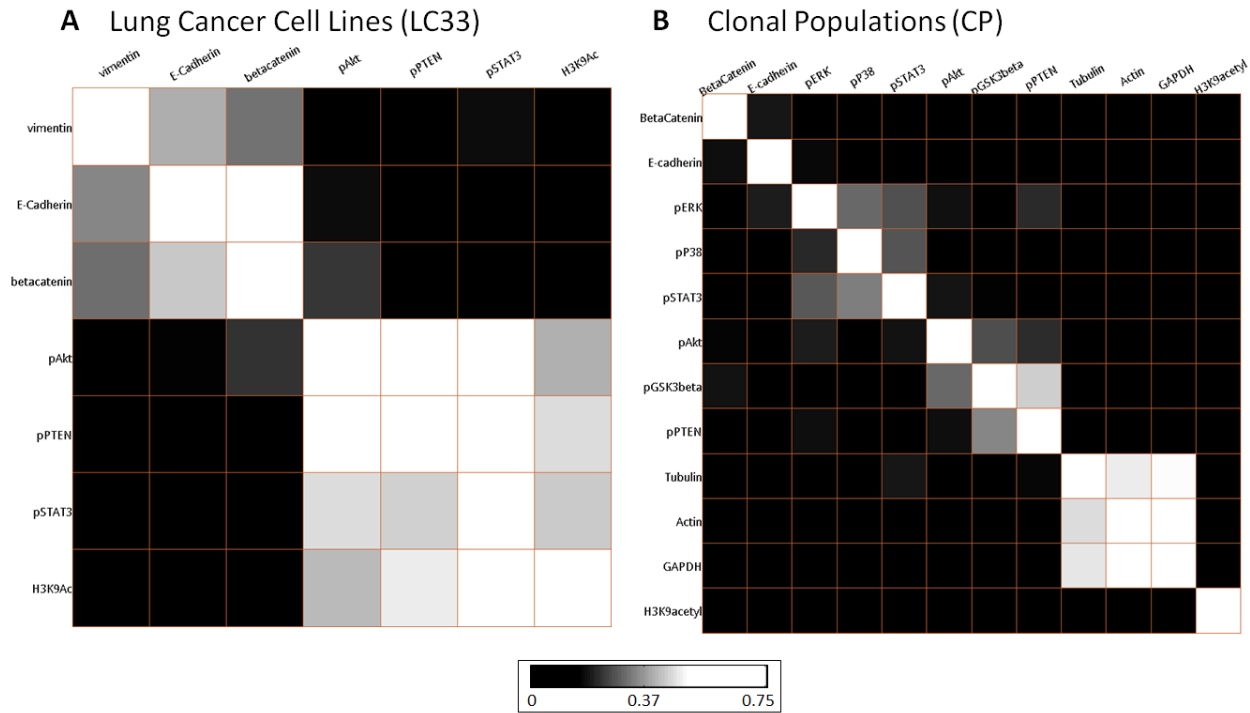 A Lung Cancer Cell Lines (LC33)
vimentin E-Cadherin betacatenin pAkt pPTEN pSTAT3 H3K9Ac
vimentin
E-Cadherin
betacatenin
pAkt
pPTEN
pSTAT3
H3K9Ac
B Clonal Populations (CP)
BetaCatenin E-cadherin pERK pP38 pSTAT3 pAkt pGSK3beta pPTEN Tubulin Actin GAPDH H3K9acetyl
BetaCatenin
E-cadherin
pERK
pP38
pSTAT3
pAkt
pGSK3beta
pPTEN
Tubulin
Actin
GAPDH
H3K9acetyl
0 0.37 0.75